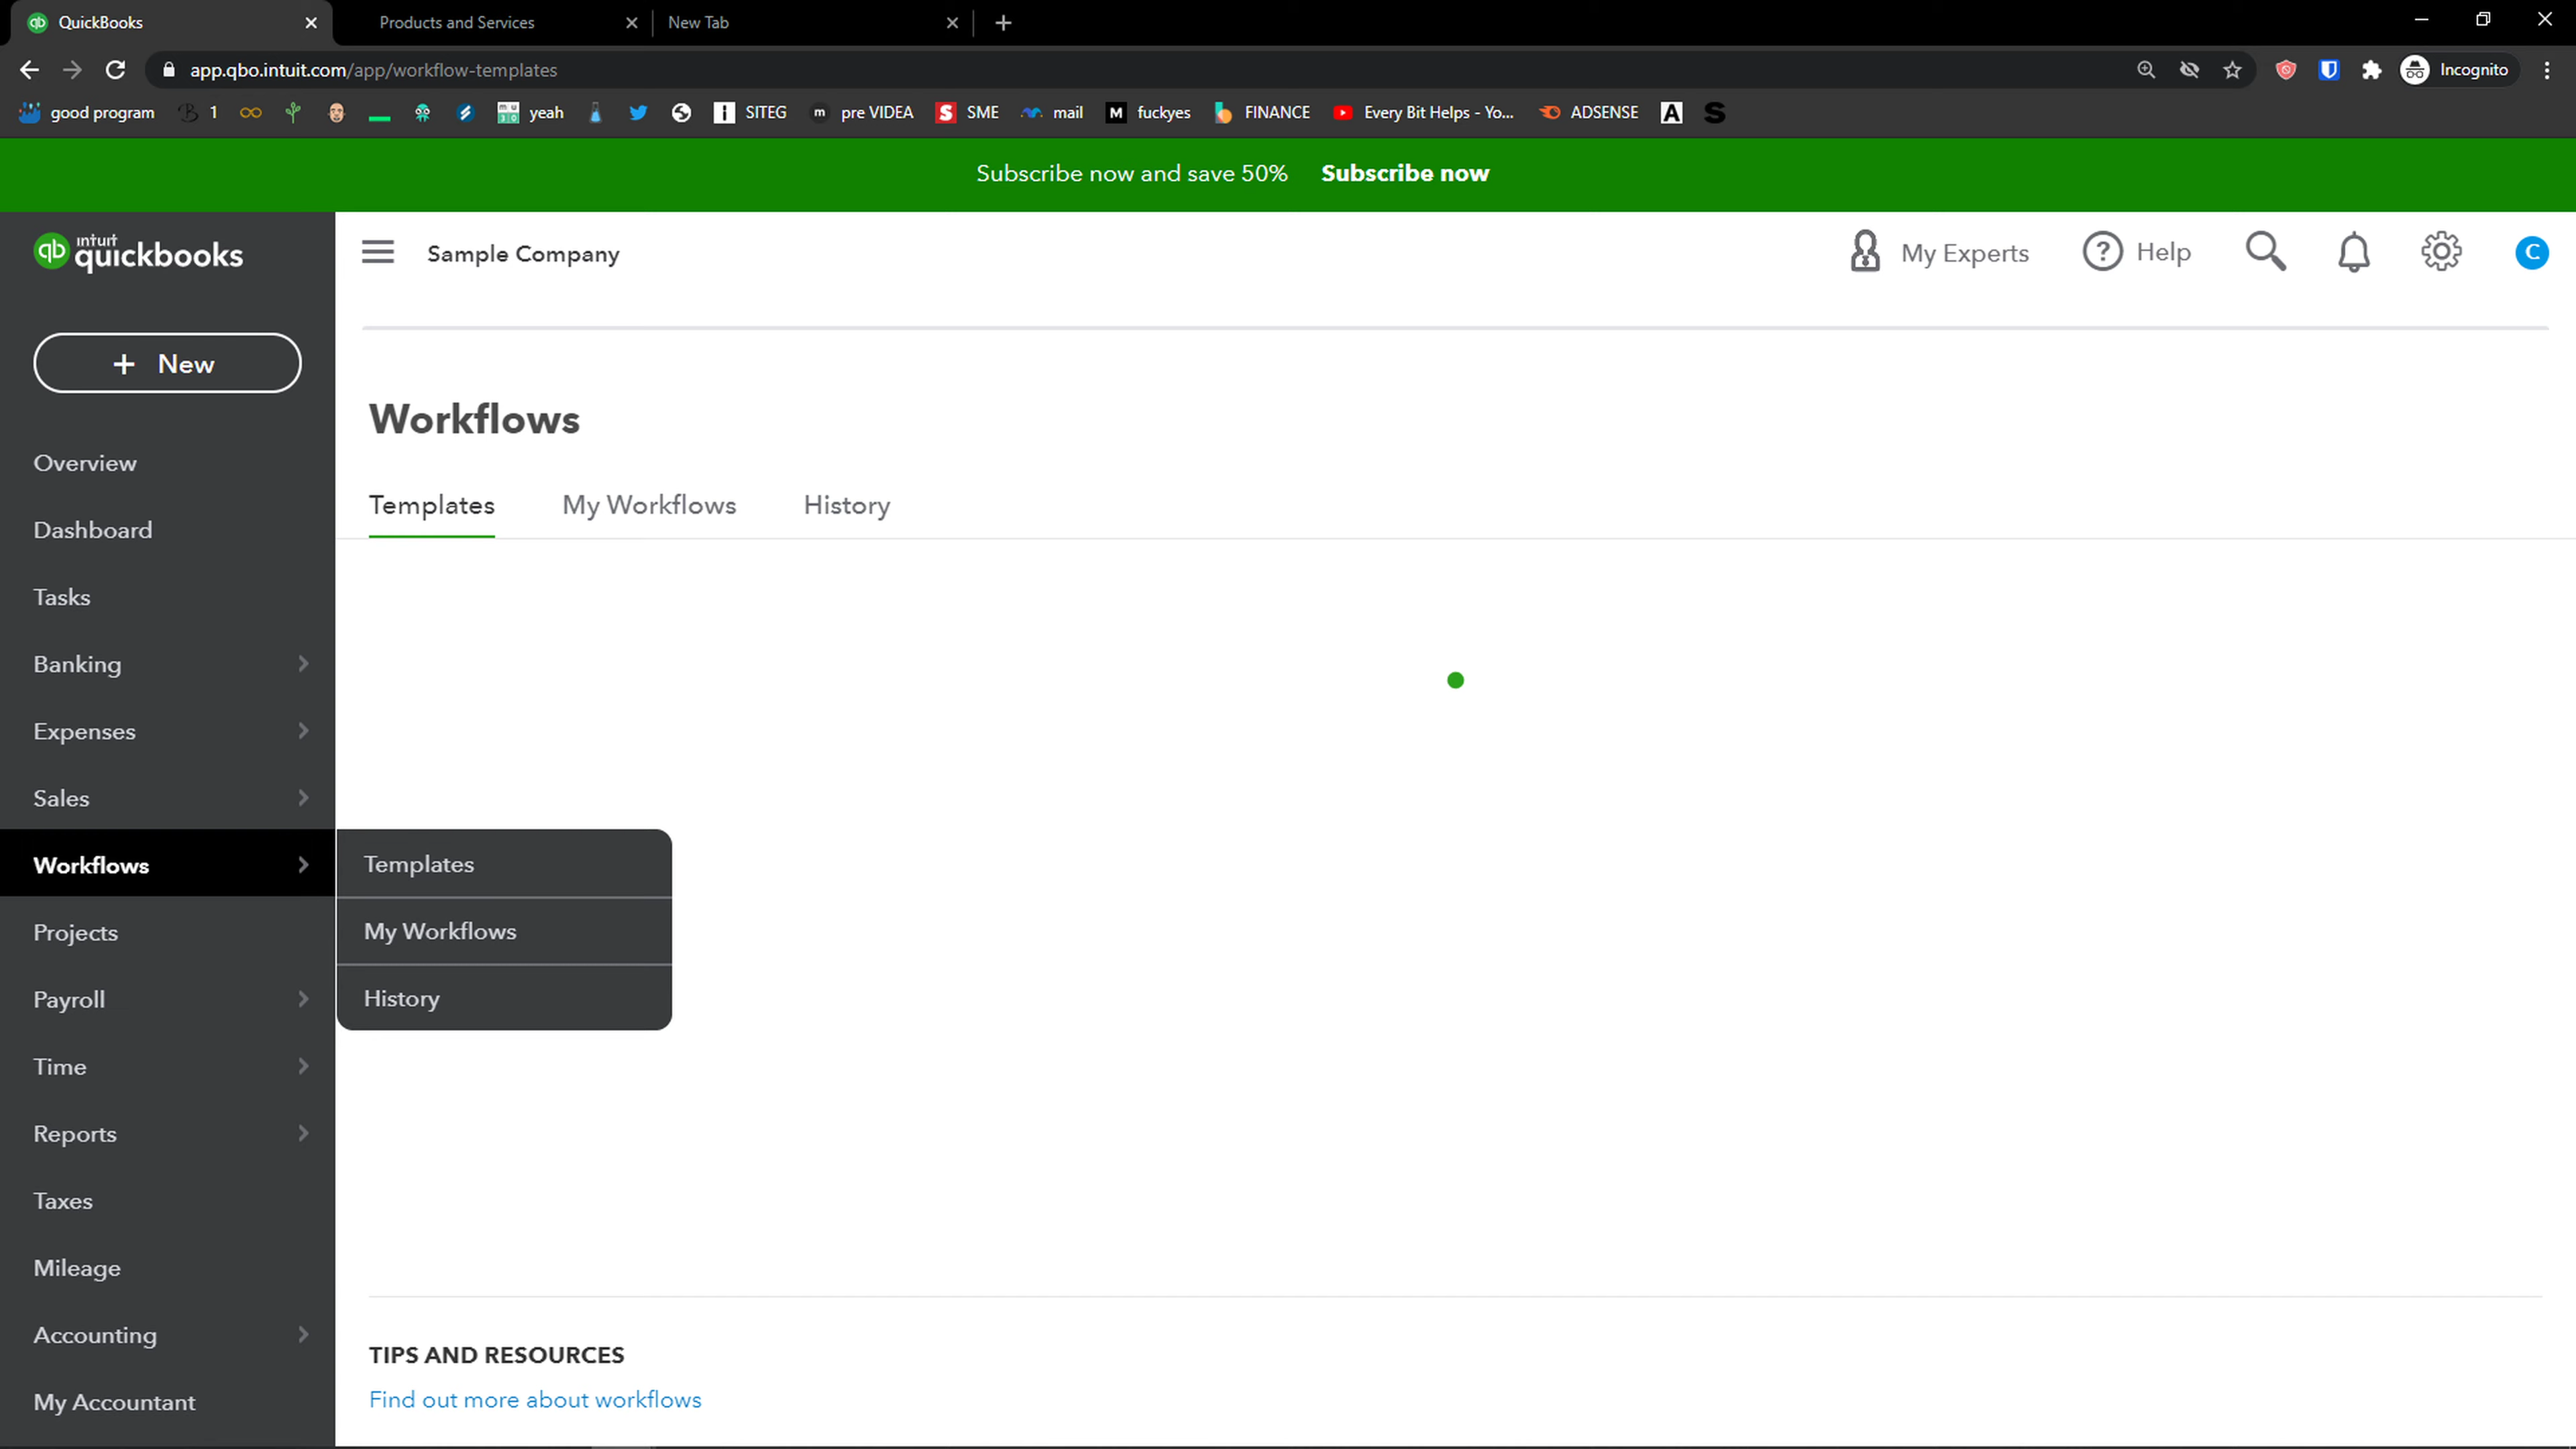 QuickBooks
Products and Services
New Tab
app.qbo.intuit.com/app/workflow-templates
Incognito
good program
1
yeah
SITEG
pre VIDEA
SME
mail
fuckyes
FINANCE
Every Bit Helps - Yo...
ADSENSE
Subscribe now and save 50% Subscribe now
intuit
quickbooks
Sample Company
My Experts
Help
C
+ New
Workflows
Templates My Workflows History
Overview
Dashboard
Tasks
Banking
Expenses
Sales
Workflows
Templates
My Workflows
History
Projects
Payroll
Time
Reports
Taxes
Mileage
Accounting
My Accountant
TIPS AND RESOURCES
Find out more about workflows